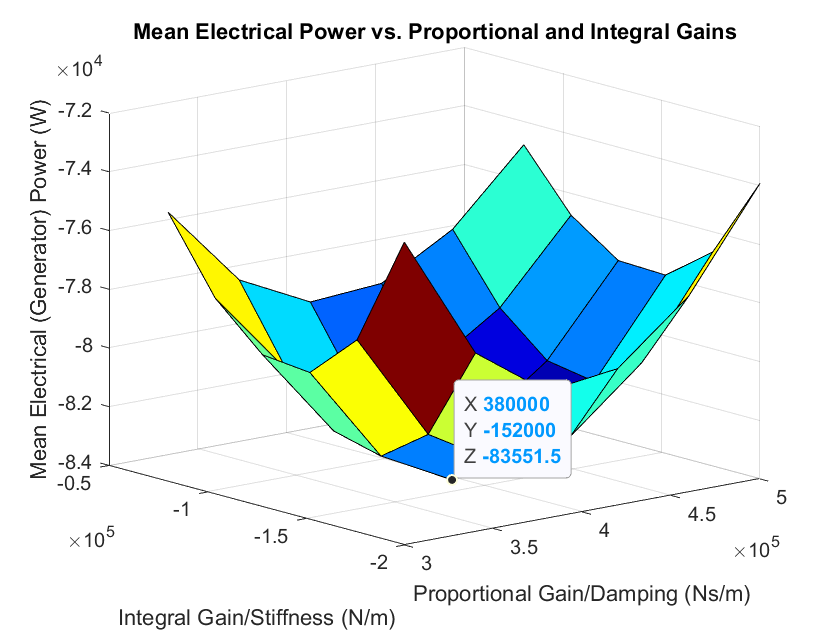 Mean Electrical Power vs. Proportional and Integral Gains
×10^4
-7.2
-7.4
-7.6
-7.8
-8
-8.2
-8.4
Mean Electrical (Generator) Power (W)
X 380000
Y -152000
Z -83551.5
-0.5
-1
-1.5
-2
×10^5
Integral Gain/Stiffness (N/m)
3
3.5
4
4.5
5
×10^5
Proportional Gain/Damping (Ns/m)